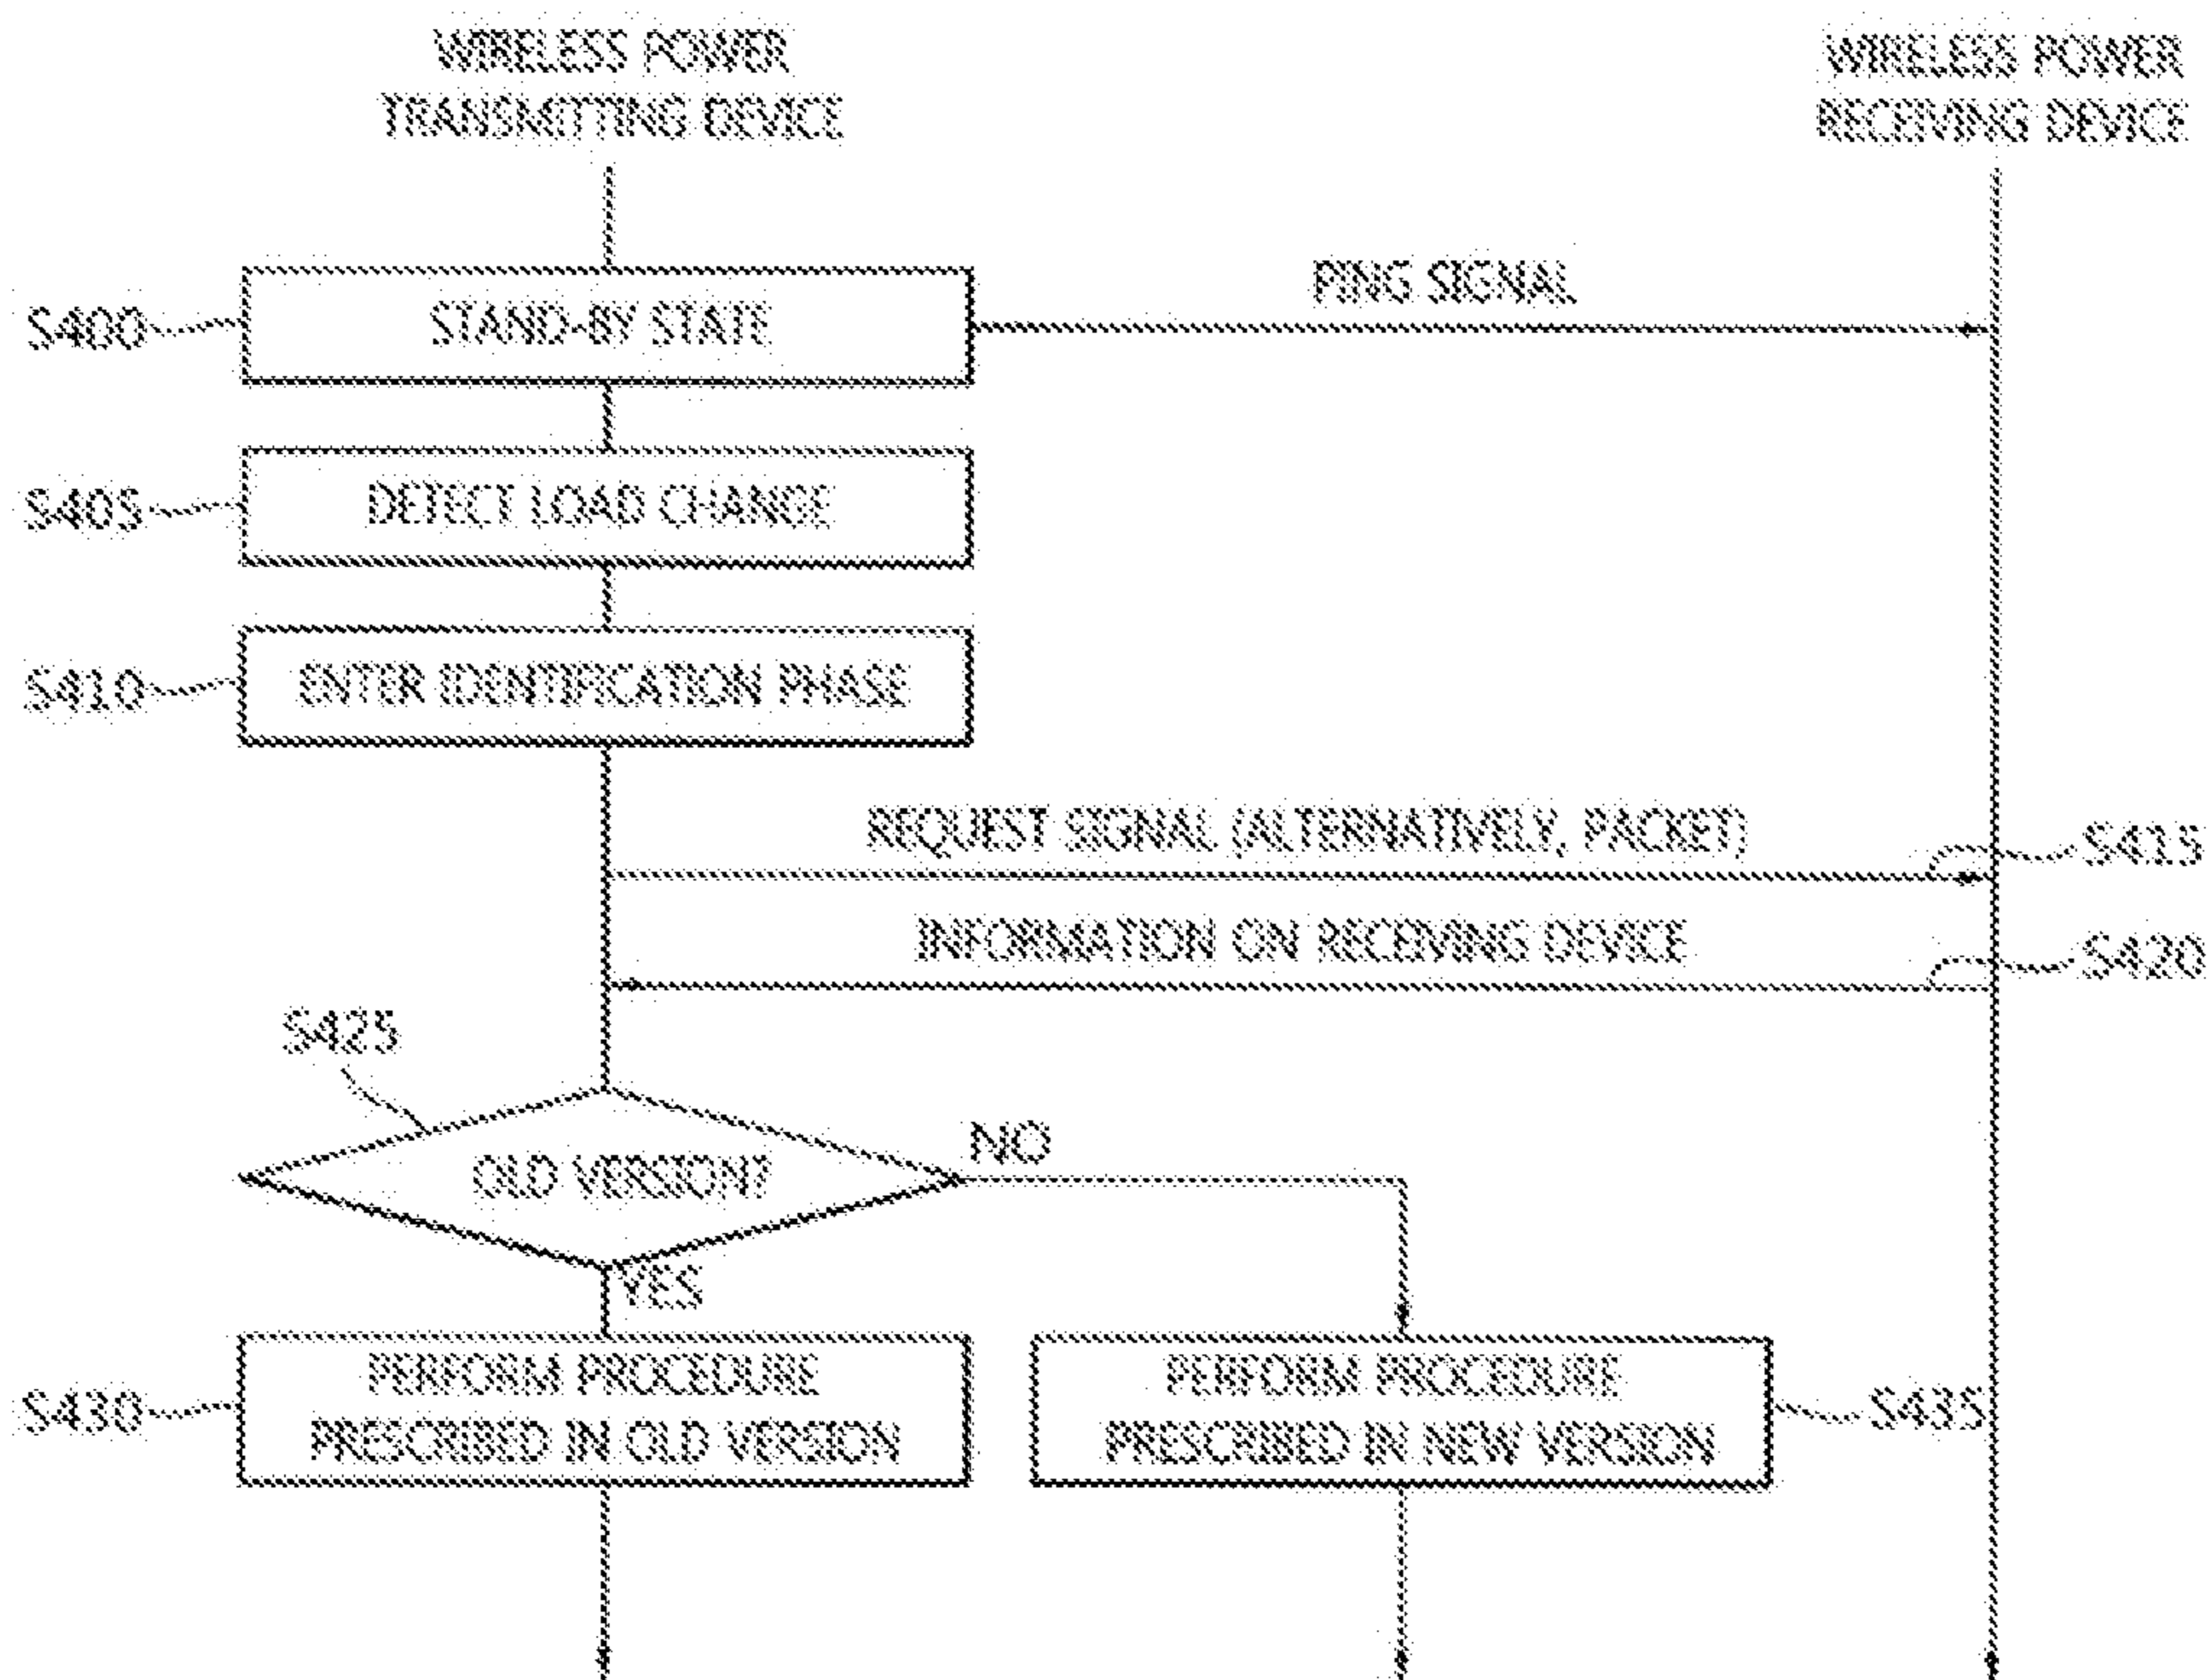 WIRELESS POWER
TRANSMITTING DEVICE
WIRELESS POWER
RECEIVING DEVICE
S400
STAND-BY STATE
PING SIGNAL
S405
DETECT LOAD CHANGE
S410
ENTER IDENTIFICATION PHASE
REQUEST SIGNAL (ALTERNATIVELY, PACKET)
S415
INFORMATION ON RECEIVING DEVICE
S420
S425
OLD VERSION?
NO
YES
S430
PERFORM PROCEDURE
PRESCRIBED IN OLD VERSION
PERFORM PROCEDURE
PRESCRIBED IN NEW VERSION
S435